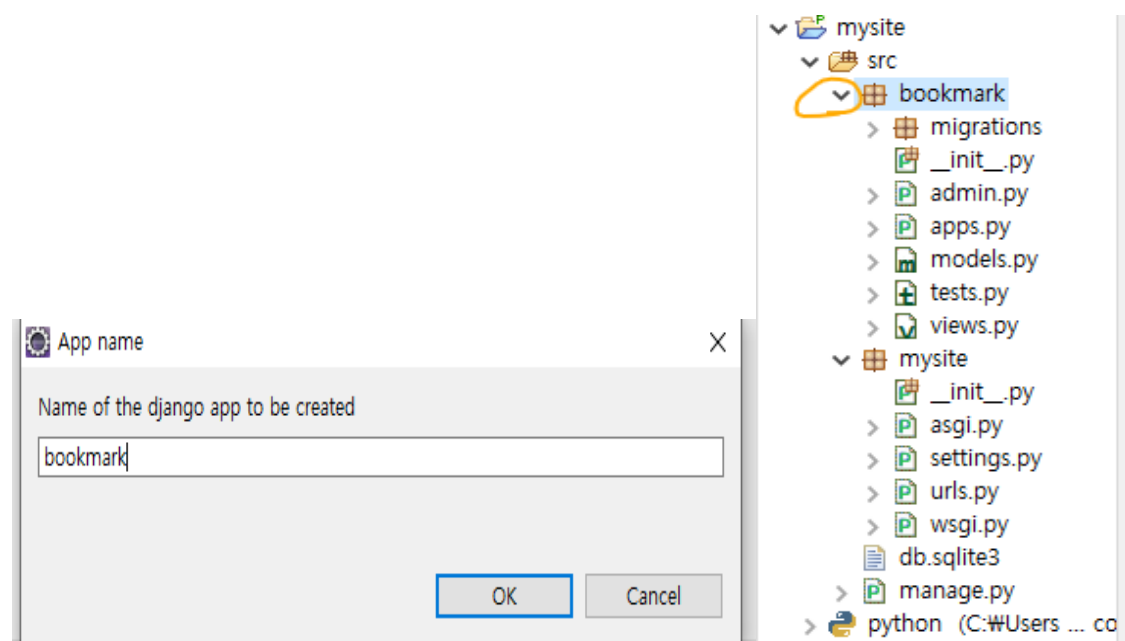 App name
Name of the django app to be created
bookmark
OK
Cancel
mysite
src
bookmark
migrations
__init__.py
admin.py
apps.py
models.py
tests.py
views.py
mysite
__init__.py
asgi.py
settings.py
urls.py
wsgi.py
db.sqlite3
manage.py
python (C:₩Users ... co